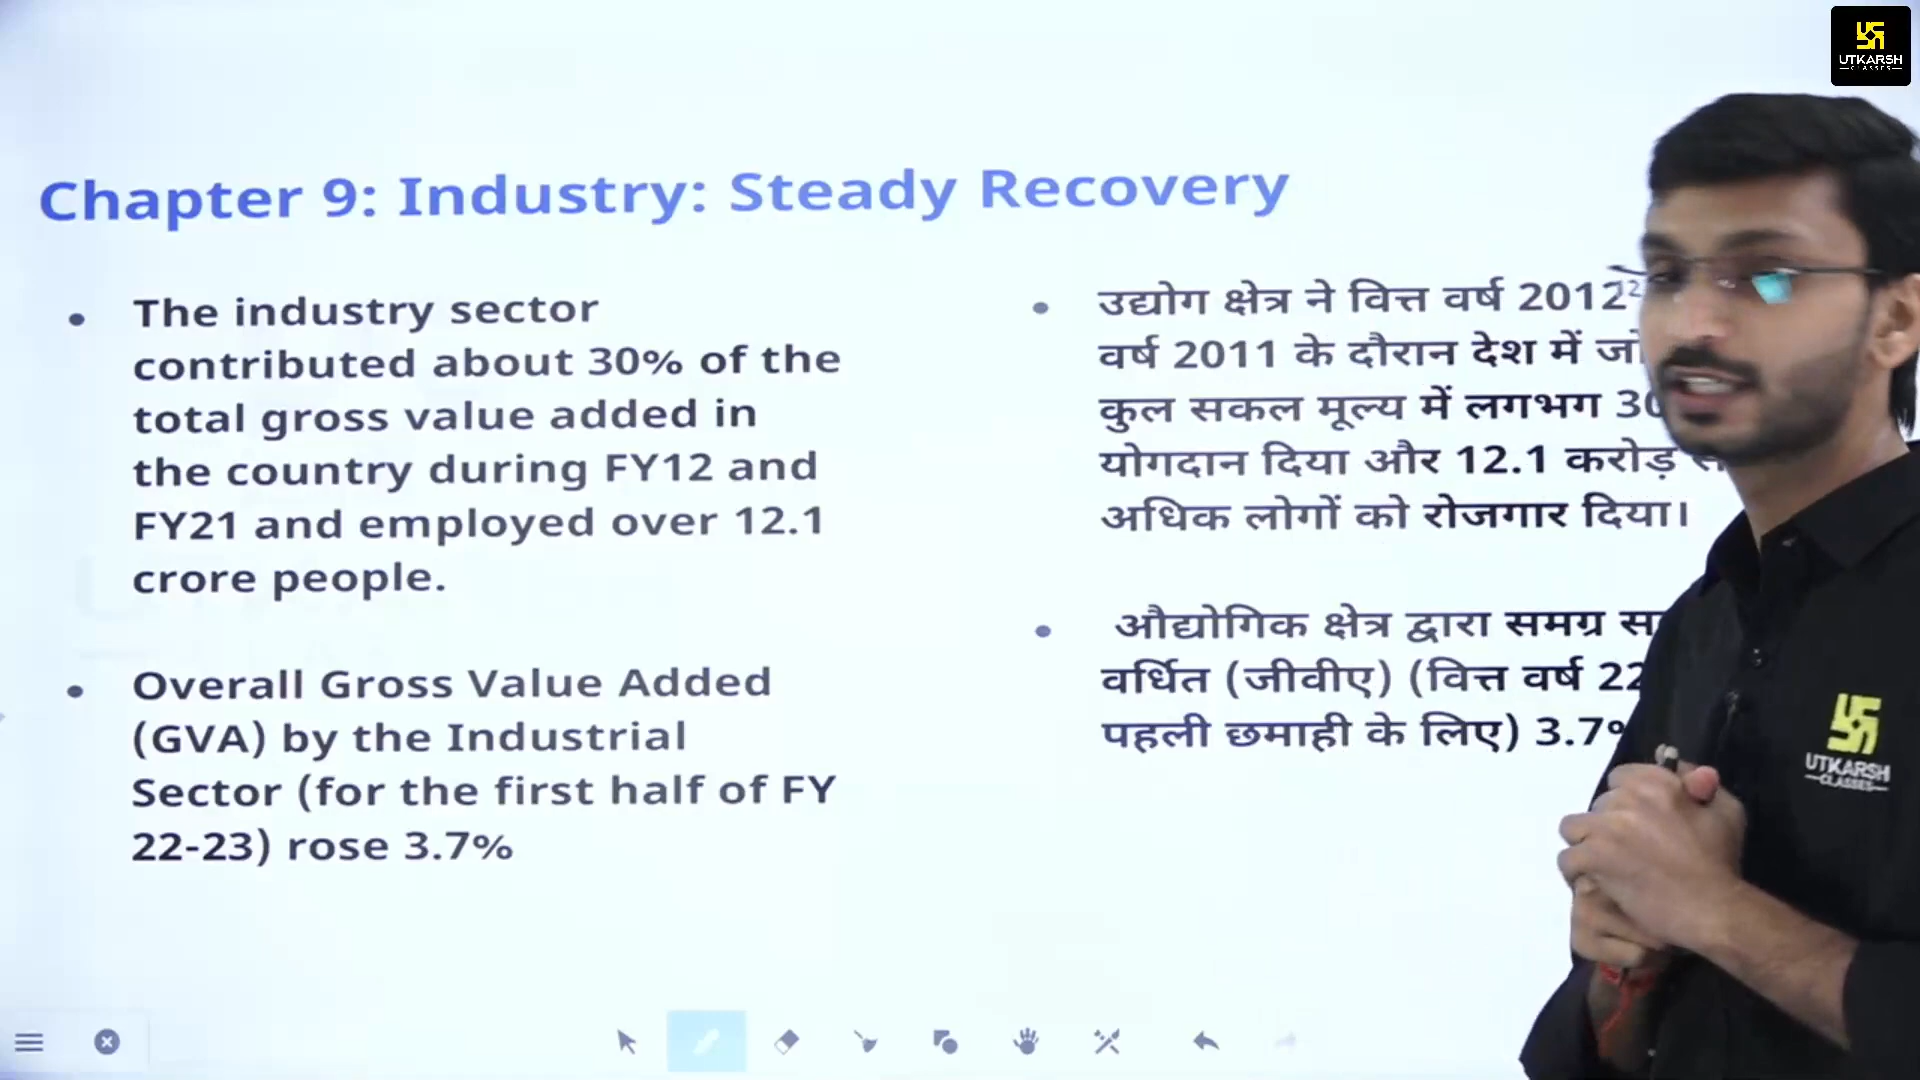 UTKARSH
CLASSES
Chapter 9: Industry: Steady Recovery
The industry sector
contributed about 30% of the
total gross value added in
the country during FY12 and
FY21 and employed over 12.1
crore people.
Overall Gross Value Added
(GVA) by the Industrial
Sector (for the first half of FY
22-23) rose 3.7%
उद्योग क्षेत्र ने वित्त वर्ष 2012
वर्ष 2011 के दौरान देश में
कुल सकल मूल्य में लगभग
योगदान दिया और 12.1 करोड़
अधिक लोगों को रोजगार दिया।
औद्योगिक क्षेत्र द्वारा समग्र
वर्धित (जीवीए) (वित्त वर्ष 22
पहली छमाही के लिए) 3.7%
UTKARSH
CLASSES